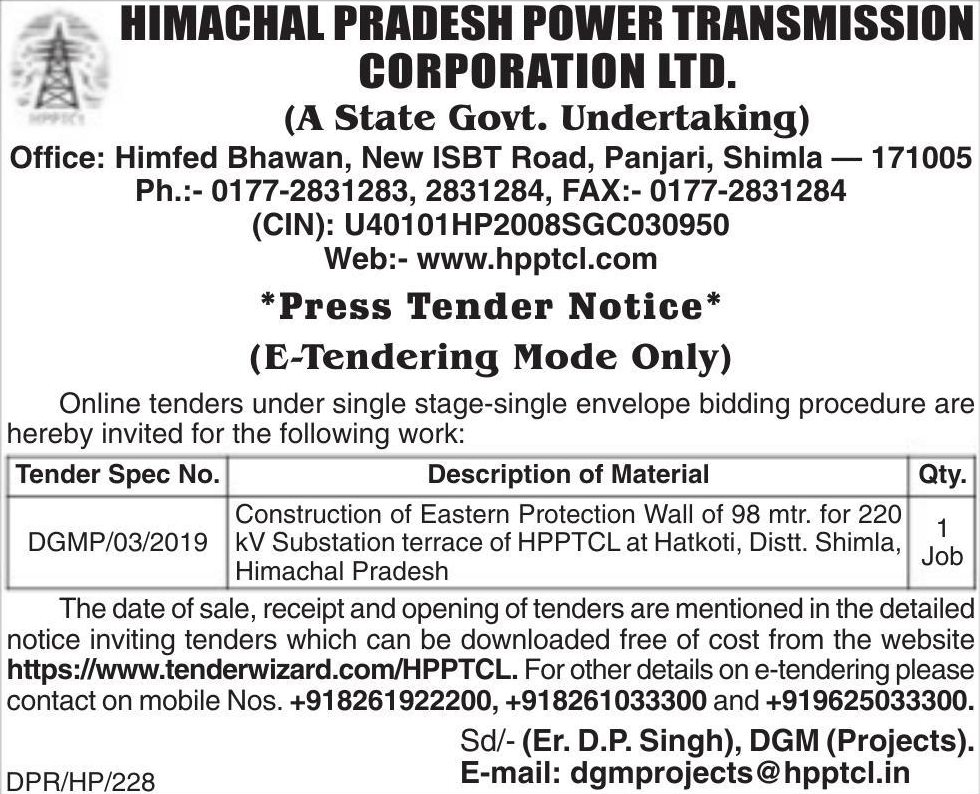 HPPTCL
HIMACHAL PRADESH POWER TRANSMISSION
CORPORATION LTD.
(A State Govt. Undertaking)
Office: Himfed Bhawan, New ISBT Road, Panjari, Shimla — 171005
Ph.:- 0177-2831283, 2831284, FAX:- 0177-2831284
(CIN): U40101HP2008SGC030950
Web:- www.hpptcl.com
*Press Tender Notice*
(E-Tendering Mode Only)
Online tenders under single stage-single envelope bidding procedure are
hereby invited for the following work:
Tender Spec No. Description of Material Qty.
DGMP/03/2019
Construction of Eastern Protection Wall of 98 mtr. for 220
kV Substation terrace of HPPTCL at Hatkoti, Distt. Shimla,
Himachal Pradesh
1
Job
The date of sale, receipt and opening of tenders are mentioned in the detailed
notice inviting tenders which can be downloaded free of cost from the website
https://www.tenderwizard.com/HPPTCL. For other details on e-tendering please
contact on mobile Nos. +918261922200, +918261033300 and +919625033300.
Sd/- (Er. D.P. Singh), DGM (Projects).
E-mail: dgmprojects@hpptcl.in
DPR/HP/228